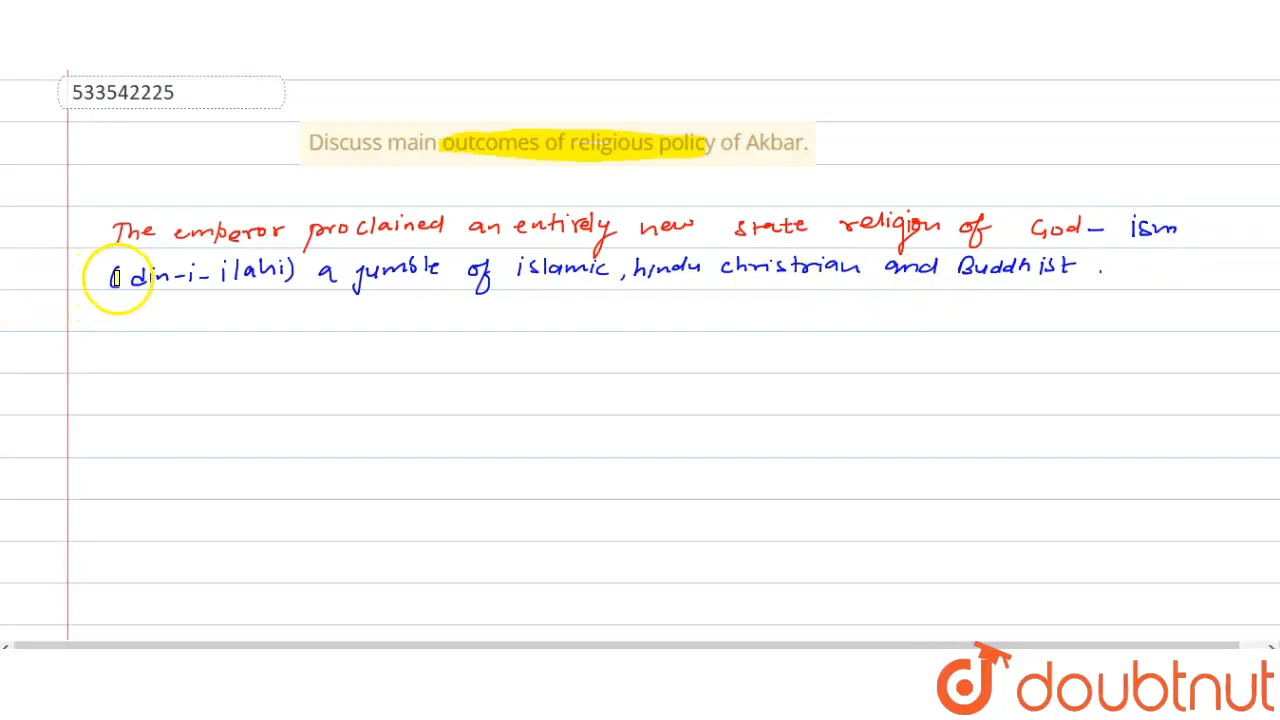 533542225
Discuss main outcomes of religious policy of Akbar.
The emperor proclained an entirely new state religion of God - ism
(din-i-ilahi) a jumble of islamic, hindu christrian and Buddhist .
doubtnut